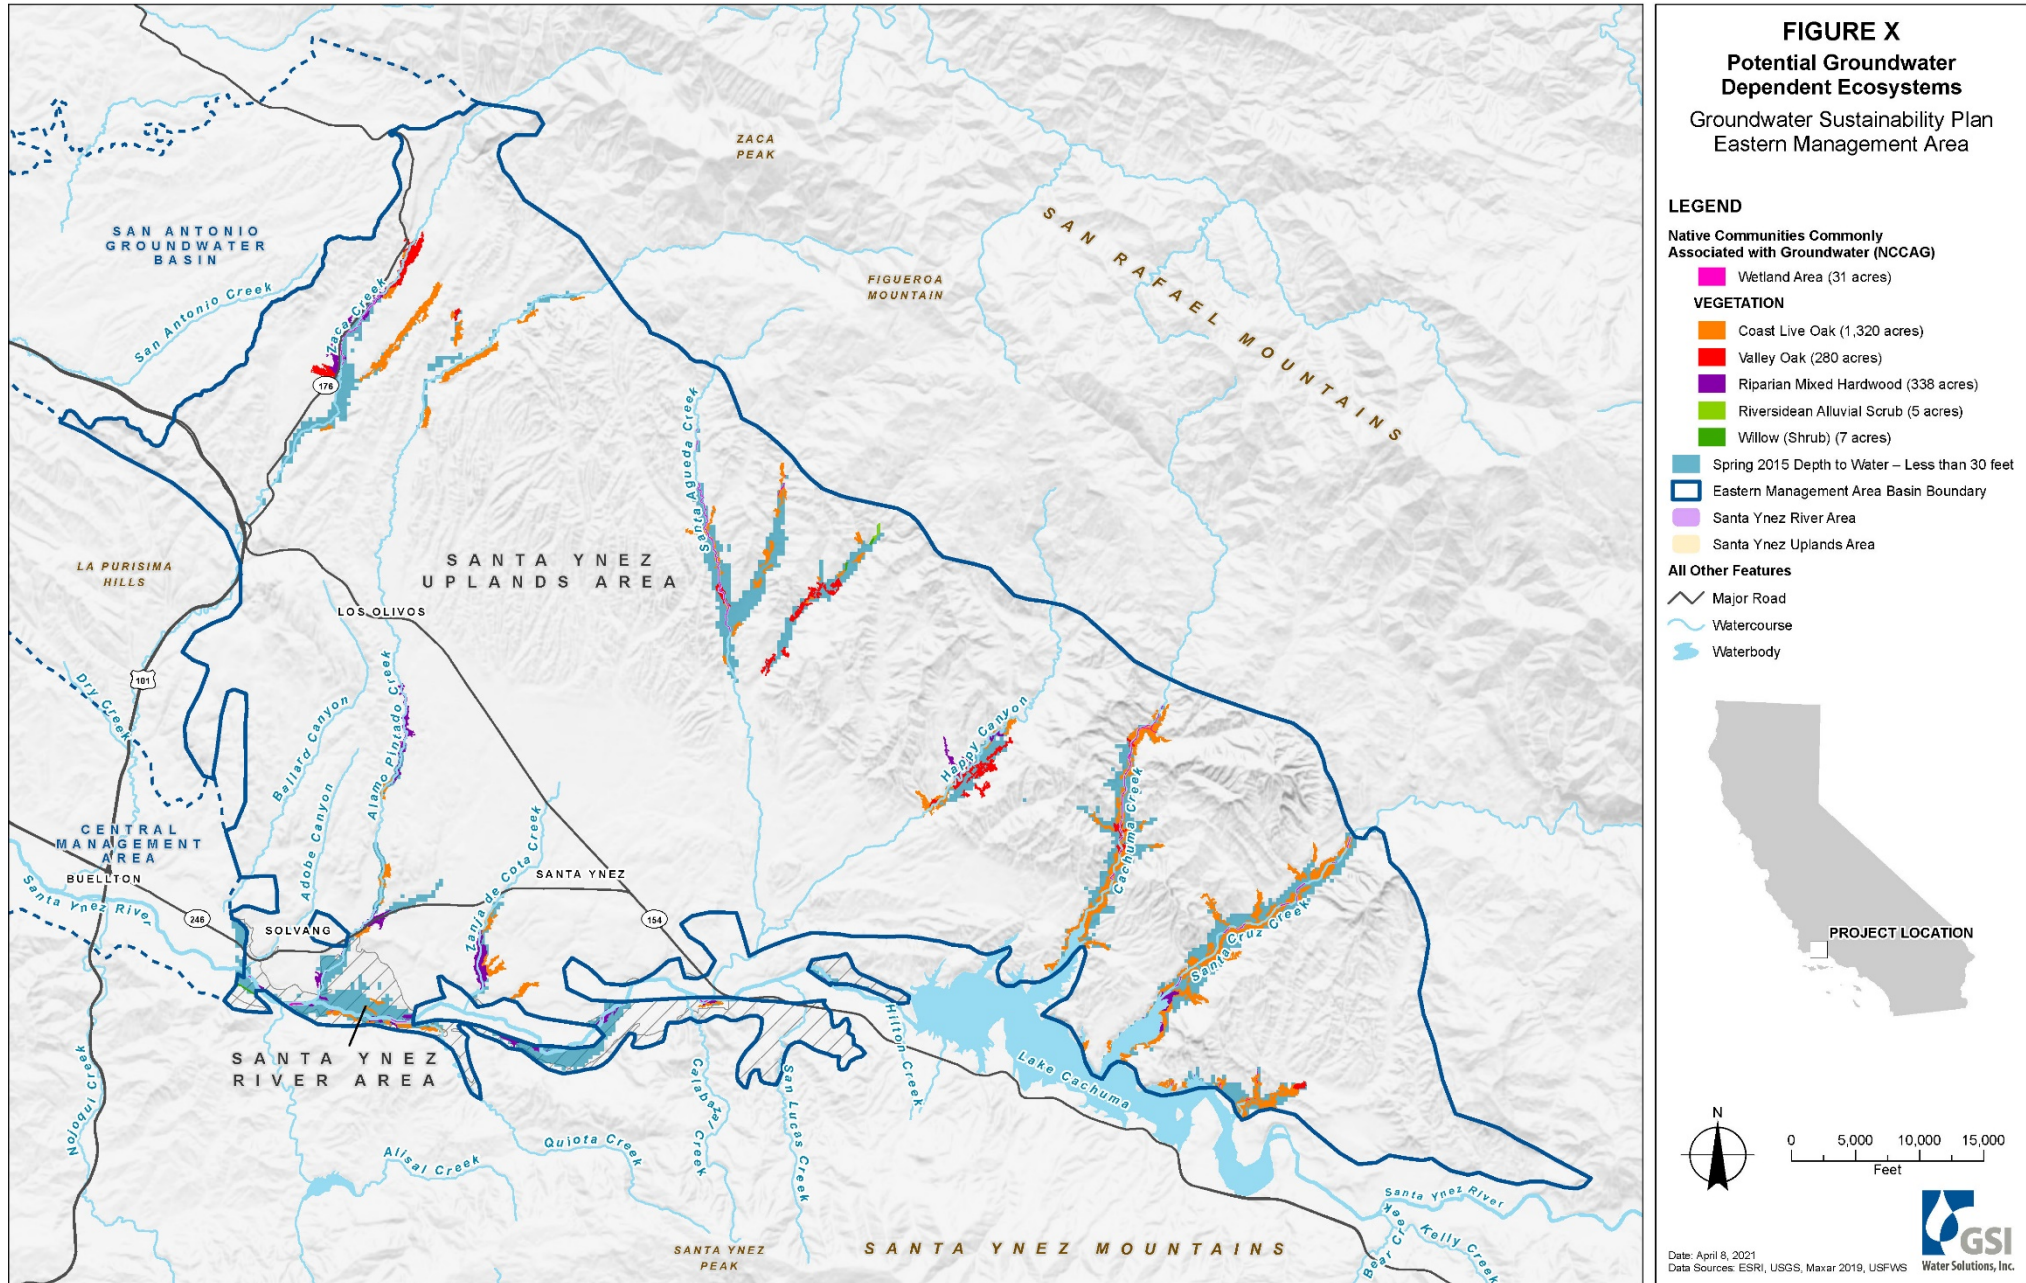 FIGURE X
Potential Groundwater
Dependent Ecosystems
Groundwater Sustainability Plan
Eastern Management Area
LEGEND
Native Communities Commonly
Associated with Groundwater (NCCAG)
Wetland Area (31 acres)
VEGETATION
Coast Live Oak (1,320 acres)
Valley Oak (280 acres)
Riparian Mixed Hardwood (338 acres)
Riversidean Alluvial Scrub (5 acres)
Willow (Shrub) (7 acres)
Spring 2015 Depth to Water – Less than 30 feet
Eastern Management Area Basin Boundary
Santa Ynez River Area
Santa Ynez Uplands Area
All Other Features
Major Road
Watercourse
Waterbody
PROJECT LOCATION
N
0 5,000 10,000 15,000
Feet
Date: April 8, 2021
Data Sources: ESRI, USGS, Maxar 2019, USFWS
GSI
Water Solutions, Inc.
ZACA
PEAK
SAN ANTONIO
GROUNDWATER
BASIN
San Antonio Creek
Zaca Creek
176
FIGUEROA
MOUNTAIN
SAN RAFAEL MOUNTAINS
Santa Agueda Creek
LA PURISIMA
HILLS
SANTA YNEZ
UPLANDS AREA
LOS OLIVOS
101
Dry Creek
Ballard Canyon
Alamo Pintado Creek
Adobe Canyon
Happy Canyon
Cachuma Creek
CENTRAL
MANAGEMENT
AREA
BUELLTON
Santa Ynez River
246
SOLVANG
Zanja de Cota Creek
SANTA YNEZ
154
Santa Cruz Creek
SANTA YNEZ
RIVER AREA
Nojoqui Creek
Alisal Creek
Quiota Creek
Calabazal Creek
San Lucas Creek
Hilton Creek
Lake Cachuma
SANTA YNEZ
PEAK
SANTA YNEZ MOUNTAINS
Santa Ynez River
Bear Creek
Kelly Creek